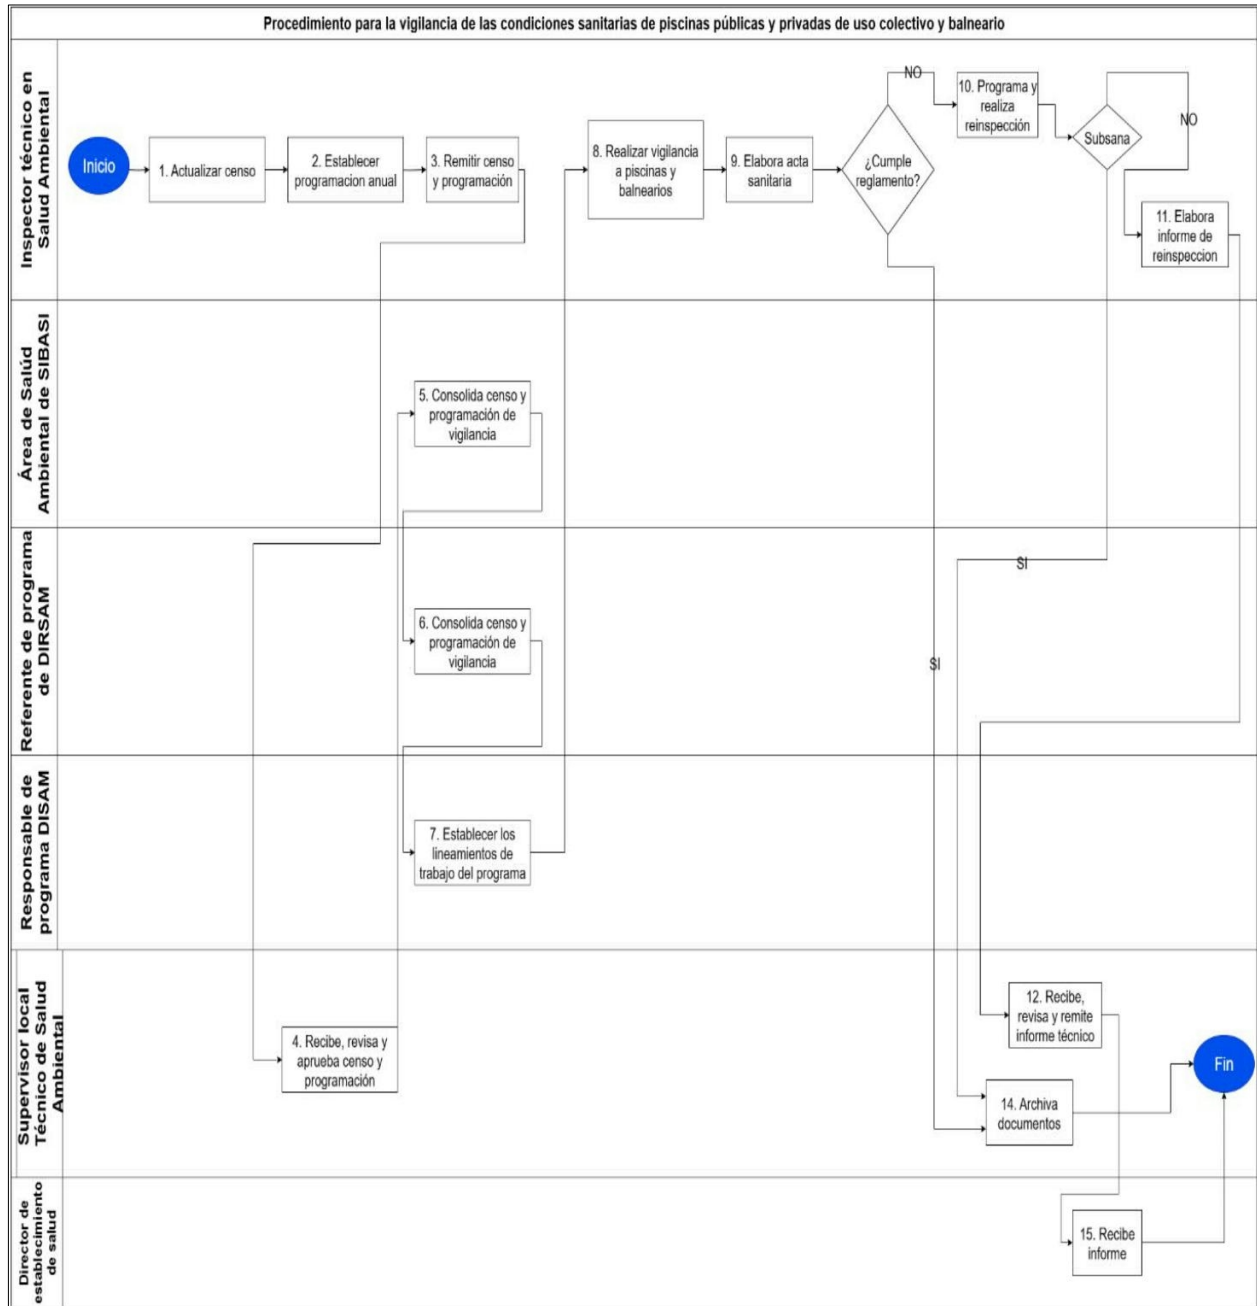 Procedimiento para la vigilancia de las condiciones sanitarias de piscinas públicas y privadas de uso colectivo y balneario
Inspector técnico en
Salud Ambiental
Inicio
1. Actualizar censo
2. Establecer
programacion anual
3. Remitir censo
y programación
8. Realizar vigilancia
a piscinas y
balnearios
9. Elabora acta
sanitaria
¿Cumple
reglamento?
NO
10. Programa y
realiza
reinspección
Subsana
NO
11. Elabora
informe de
reinspeccion
Área de Salúd
Ambiental de SIBASI
5. Consolida censo y
programación de
vigilancia
Referente de programa
de DIRSAM
6. Consolida censo y
programación de
vigilancia
SI
SI
Responsable de
programa DISAM
7. Establecer los
lineamientos de
trabajo del programa
Supervisor local
Técnico de Salud
Ambiental
4. Recibe, revisa y
aprueba censo y
programación
12. Recibe,
revisa y remite
informe técnico
14. Archiva
documentos
Fin
Director de
establecimiento
de salud
15. Recibe
informe